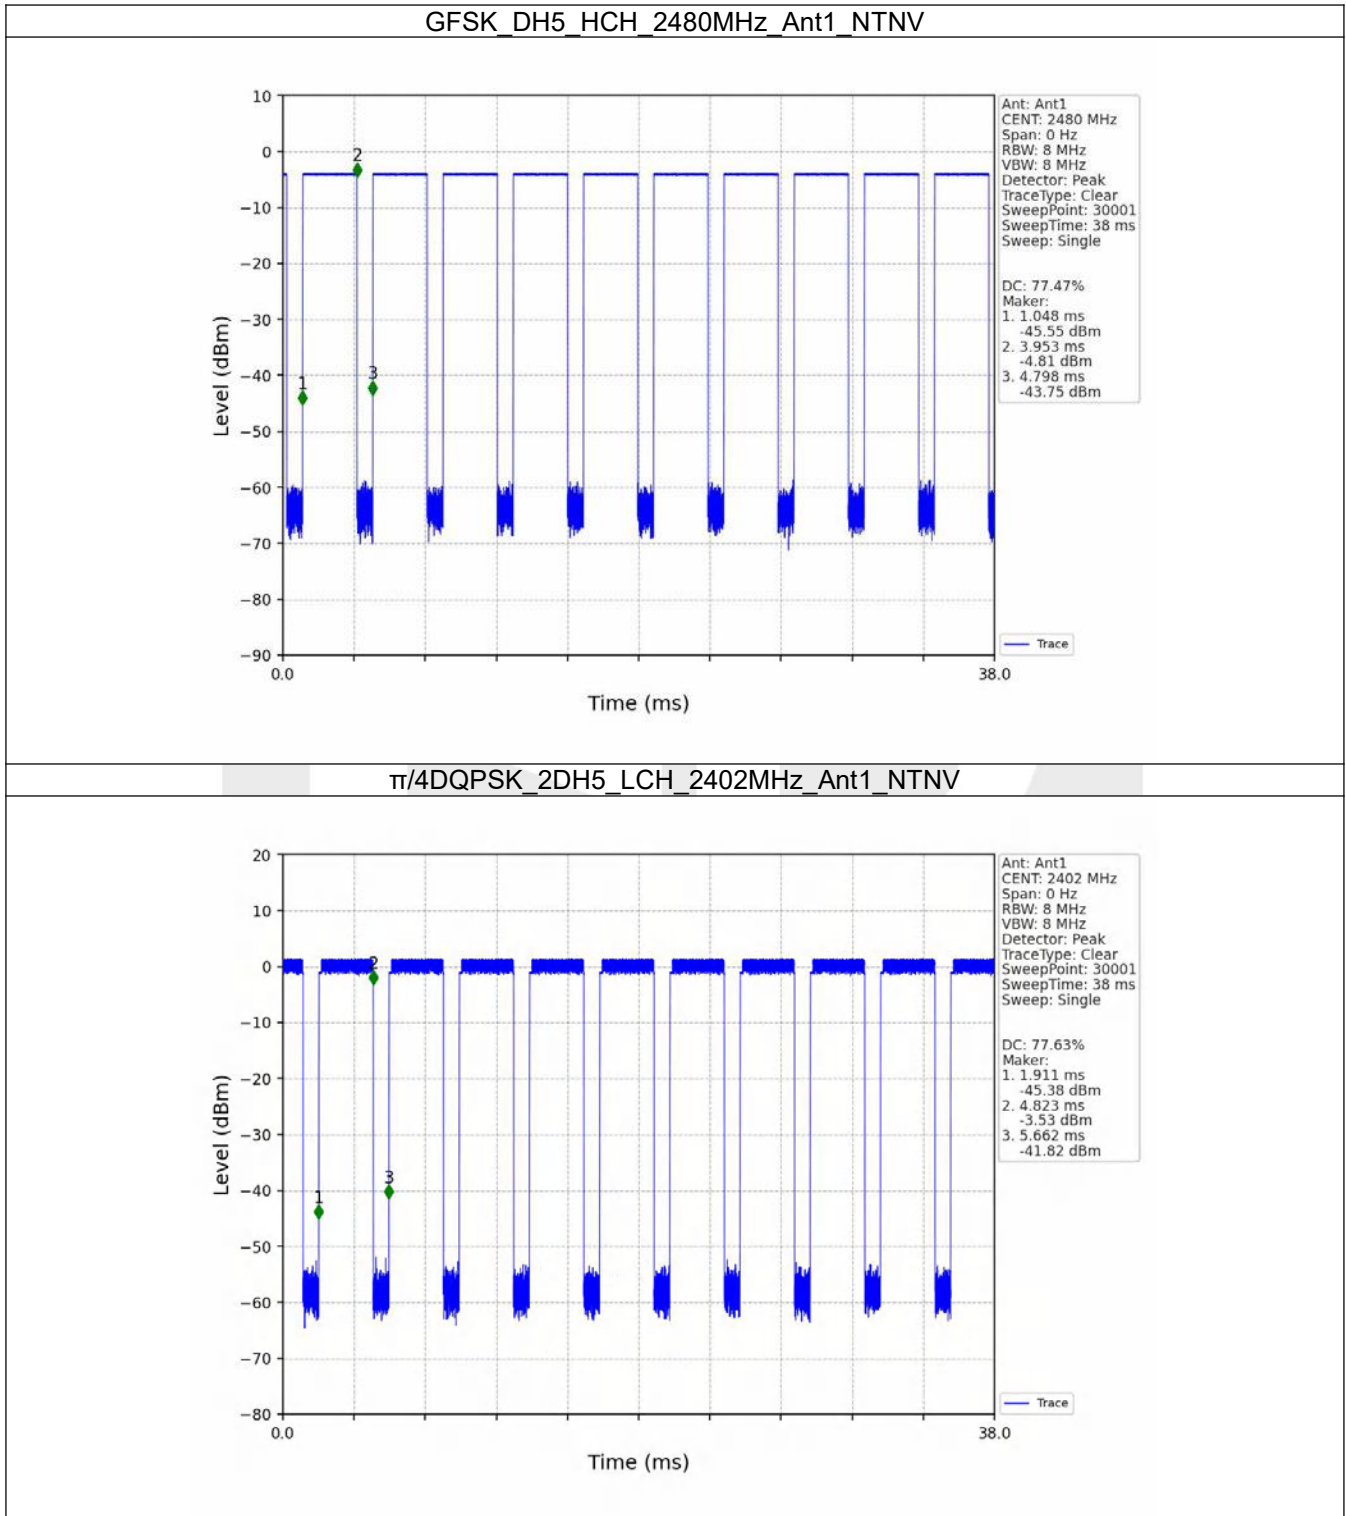 GFSK_DH5_HCH_2480MHz_Ant1_NTNV
10
0
−10
−20
−30
−40
−50
−60
−70
−80
−90
Level (dBm)
1
2
3
0.0
38.0
Time (ms)
Ant: Ant1
CENT: 2480 MHz
Span: 0 Hz
RBW: 8 MHz
VBW: 8 MHz
Detector: Peak
TraceType: Clear
SweepPoint: 30001
SweepTime: 38 ms
Sweep: Single
DC: 77.47%
Maker:
1. 1.048 ms
-45.55 dBm
2. 3.953 ms
-4.81 dBm
3. 4.798 ms
-43.75 dBm
Trace
π/4DQPSK_2DH5_LCH_2402MHz_Ant1_NTNV
20
10
0
−10
−20
−30
−40
−50
−60
−70
−80
Level (dBm)
1
2
3
0.0
38.0
Time (ms)
Ant: Ant1
CENT: 2402 MHz
Span: 0 Hz
RBW: 8 MHz
VBW: 8 MHz
Detector: Peak
TraceType: Clear
SweepPoint: 30001
SweepTime: 38 ms
Sweep: Single
DC: 77.63%
Maker:
1. 1.911 ms
-45.38 dBm
2. 4.823 ms
-3.53 dBm
3. 5.662 ms
-41.82 dBm
Trace